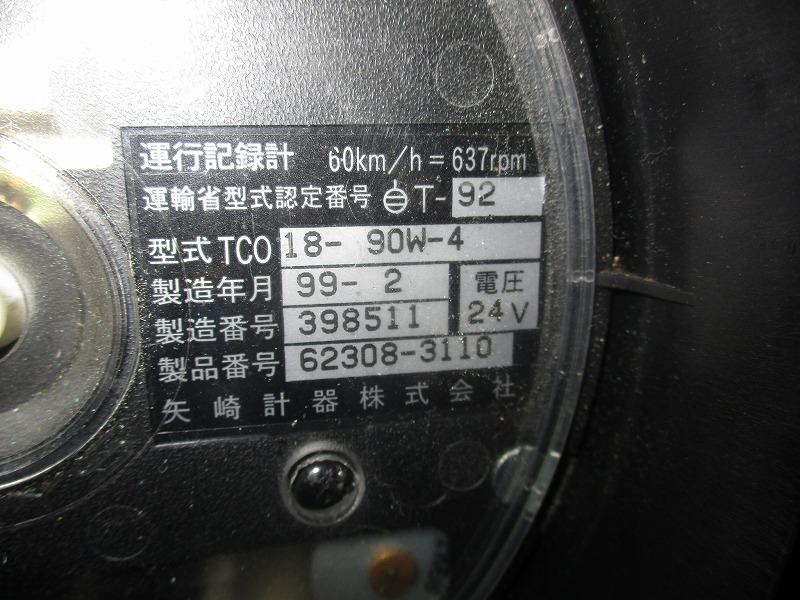 運行記録計 60km/h=637rpm
運輸省型式認定番号 T-92
型式TCO 18- 90W-4
製造年月 99- 2 電圧
製造番号 398511 24V
製品番号 62308-3110
矢崎計器株式会社